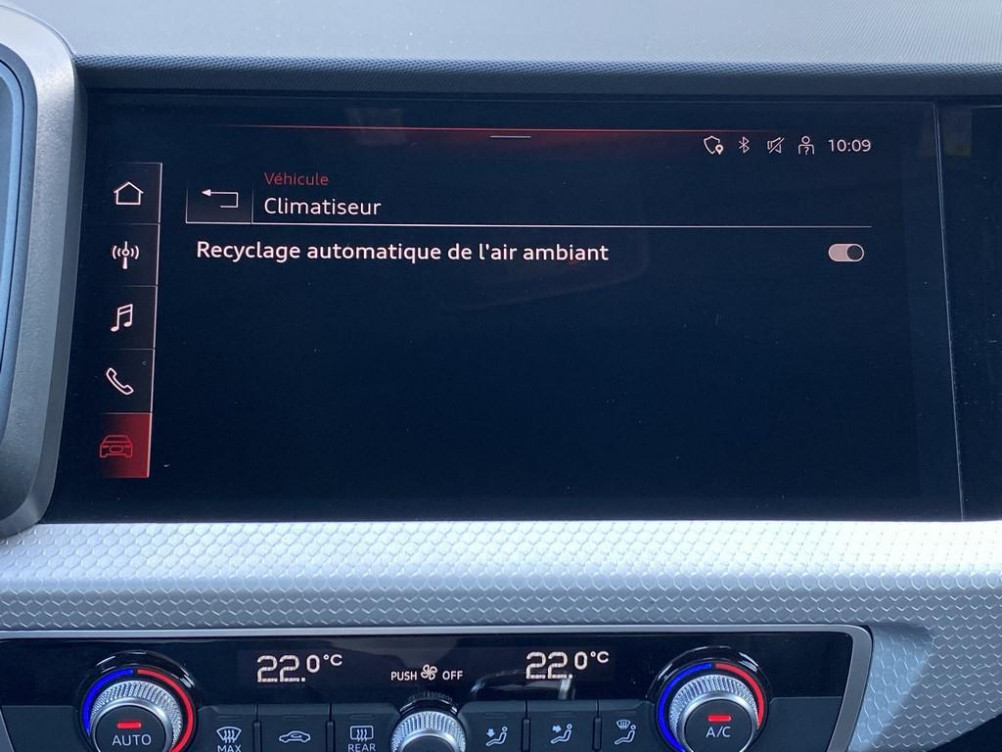 10:09
Véhicule
Climatiseur
Recyclage automatique de l'air ambiant
22.0°C
PUSH OFF
22.0°C
AUTO
MAX
REAR
A/C